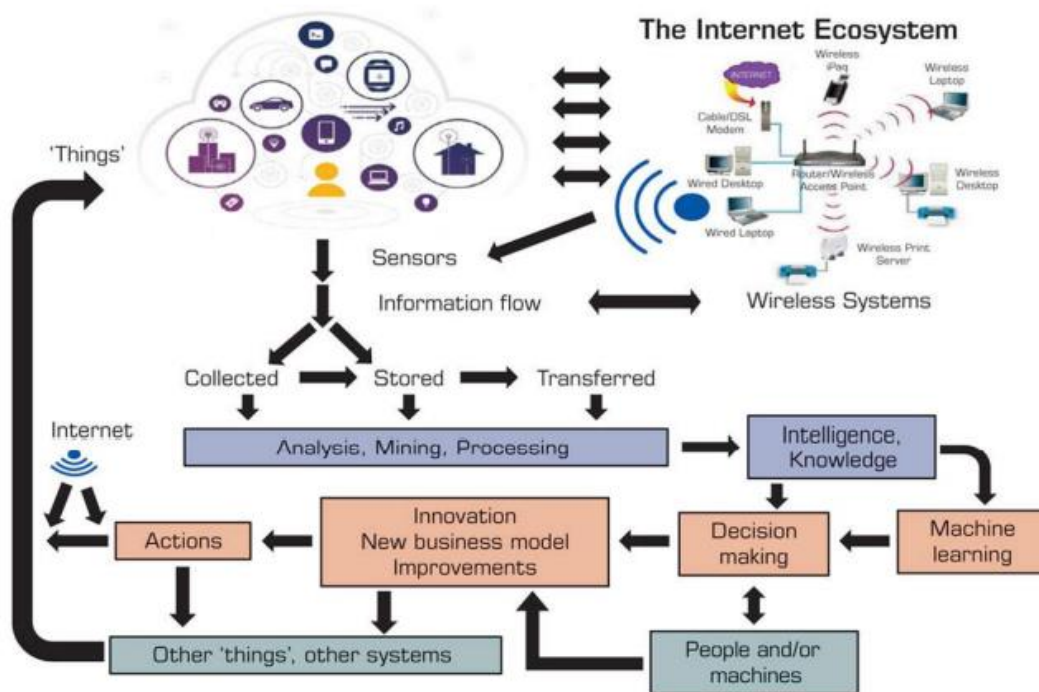 The Internet Ecosystem
Wireless
iPaq
Wireless
Laptop
INTERNET
Cable/DSL
Modem
'Things'
Wired Desktop
Router/Wireless
Access Point
Wireless
Desktop
Wired Laptop
Wireless Print
Server
Sensors
Information flow
Wireless Systems
Collected
Stored
Transferred
Internet
Analysis, Mining, Processing
Intelligence,
Knowledge
Actions
Innovation
New business model
Improvements
Decision
making
Machine
learning
Other 'things', other systems
People and/or
machines